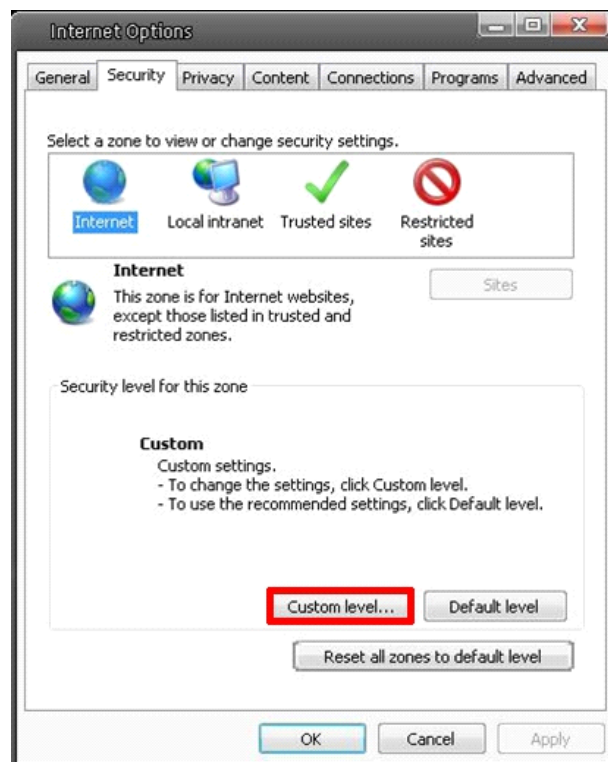 Internet Options
General Security Privacy Content Connections Programs Advanced
Select a zone to view or change security settings.
Internet Local intranet Trusted sites Restricted
sites
Internet
Sites
This zone is for Internet websites,
except those listed in trusted and
restricted zones.
Security level for this zone
Custom
Custom settings.
- To change the settings, click Custom level.
- To use the recommended settings, click Default level.
Custom level... Default level
Reset all zones to default level
OK Cancel Apply